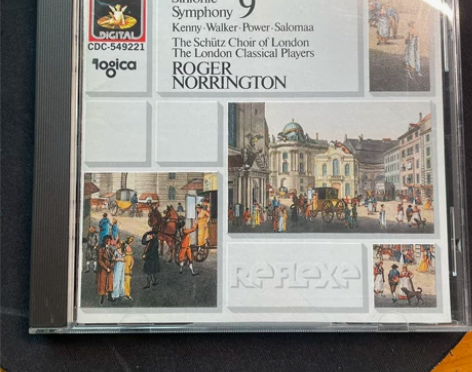 Sinfonie
Symphony 9
Kenny·Walker·Power·Salomaa
The Schütz Choir of London
The London Classical Players
ROGER
NORRINGTON
DIGITAL
CDC-549221
logica
REFLEXE